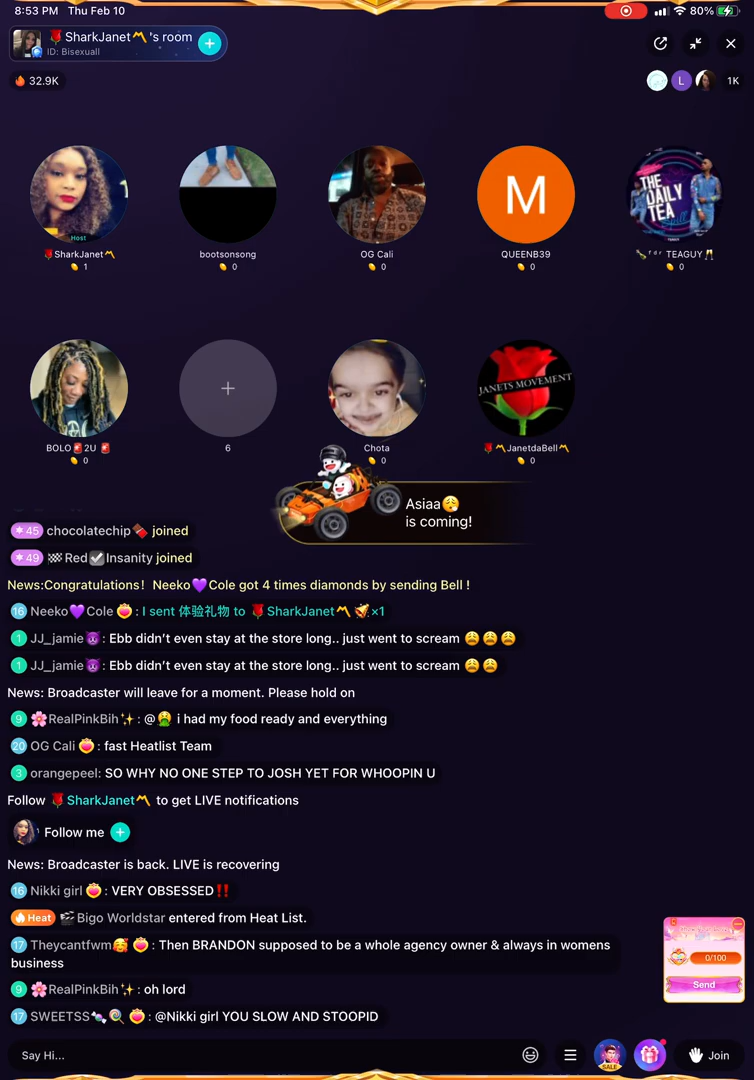 8:53 PM Thu Feb 10
80%
🌹SharkJanet〽️'s room
ID: Bisexuall
32.9K
L
1K
M
THE
DAILY
TEA
Host
🌹SharkJanet〽️
bootsonsong
OG Cali
QUEENB39
TEAGUY🥂
1
0
0
0
0
JANETS MOVEMENT
BOLO🚨2U 🚨
6
Chota
🌹〽️JanetdaBell〽️
0
0
0
Asiaa😮‍💨
is coming!
45 chocolatechip🍫 joined
49 🏁Red✅Insanity joined
News:Congratulations! Neeko💜Cole got 4 times diamonds by sending Bell !
16 Neeko💜Cole : I sent 体验礼物 to 🌹SharkJanet〽️ ×1
1 JJ_jamie😈: Ebb didn't even stay at the store long.. just went to scream 😩😩😩
1 JJ_jamie😈: Ebb didn't even stay at the store long.. just went to scream 😩😩
News: Broadcaster will leave for a moment. Please hold on
9 🌸RealPinkBih✨: @🤮 i had my food ready and everything
20 OG Cali : fast Heatlist Team
3 orangepeel: SO WHY NO ONE STEP TO JOSH YET FOR WHOOPIN U
Follow 🌹SharkJanet〽️ to get LIVE notifications
Follow me
News: Broadcaster is back. LIVE is recovering
16 Nikki girl : VERY OBSESSED‼️
Heat 🎬Bigo Worldstar entered from Heat List.
17 Theycantfwm🥰 : Then BRANDON supposed to be a whole agency owner & always in womens
business
9 🌸RealPinkBih✨: oh lord
17 SWEETSS🍬🍭 : @Nikki girl YOU SLOW AND STOOPID
0/100
Send
Say Hi...
SALE
Join